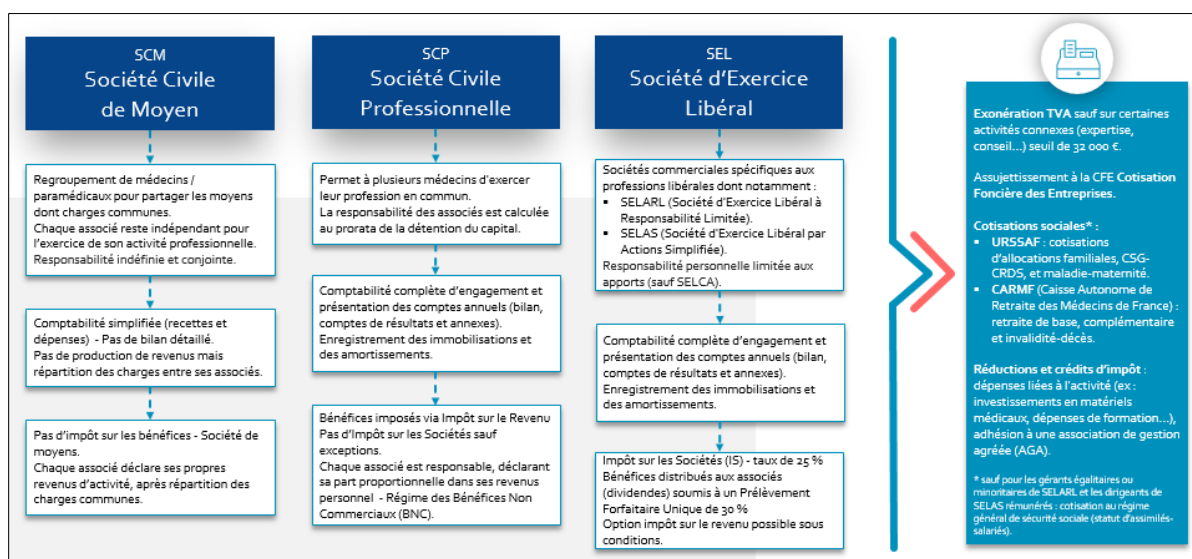 SCM
Société Civile
de Moyen
Regroupement de médecins /
paramédicaux pour partager les moyens
dont charges communes.
Chaque associé reste indépendant pour
l'exercice de son activité professionnelle.
Responsabilité indéfinie et conjointe.
Comptabilité simplifiée (recettes et
dépenses) - Pas de bilan détaillé.
Pas de production de revenus mais
répartition des charges entre ses associés.
Pas d'impôt sur les bénéfices - Société de
moyens.
Chaque associé déclare ses propres
revenus d'activité, après répartition des
charges communes.
SCP
Société Civile
Professionnelle
Permet à plusieurs médecins d'exercer
leur profession en commun.
La responsabilité des associés est calculée
au prorata de la détention du capital.
Comptabilité complète d'engagement et
présentation des comptes annuels (bilan,
comptes de résultats et annexes).
Enregistrement des immobilisations et
des amortissements.
Bénéfices imposés via Impôt sur le Revenu
Pas d'Impôt sur les Sociétés sauf
exceptions.
Chaque associé est responsable, déclarant
sa part proportionnelle dans ses revenus
personnel - Régime des Bénéfices Non
Commerciaux (BNC).
SEL
Société d'Exercice
Libéral
Sociétés commerciales spécifiques aux
professions libérales dont notamment :
▪ SELARL (Société d'Exercice Libéral à
Responsabilité Limitée).
▪ SELAS (Société d'Exercice Libéral par
Actions Simplifiée).
Responsabilité personnelle limitée aux
apports (sauf SELCA).
Comptabilité complète d'engagement et
présentation des comptes annuels (bilan,
comptes de résultats et annexes).
Enregistrement des immobilisations et
des amortissements.
Impôt sur les Sociétés (IS) - taux de 25 %
Bénéfices distribués aux associés
(dividendes) soumis à un Prélèvement
Forfaitaire Unique de 30 %
Option impôt sur le revenu possible sous
conditions.
Exonération TVA sauf sur certaines
activités connexes (expertise,
conseil...) seuil de 32 000 €.
Assujettissement à la CFE Cotisation
Foncière des Entreprises.
Cotisations sociales* :
▪ URSSAF : cotisations
d'allocations familiales, CSG-
CRDS, et maladie-maternité.
▪ CARMF (Caisse Autonome de
Retraite des Médecins de France) :
retraite de base, complémentaire
et invalidité-décès.
Réductions et crédits d'impôt :
dépenses liées à l'activité (ex :
investissements en matériels
médicaux, dépenses de formation...),
adhésion à une association de gestion
agréée (AGA).
* sauf pour les gérants égalitaires ou
minoritaires de SELARL et les dirigeants de
SELAS rémunérés : cotisation au régime
général de sécurité sociale (statut d'assimilés-
salariés).